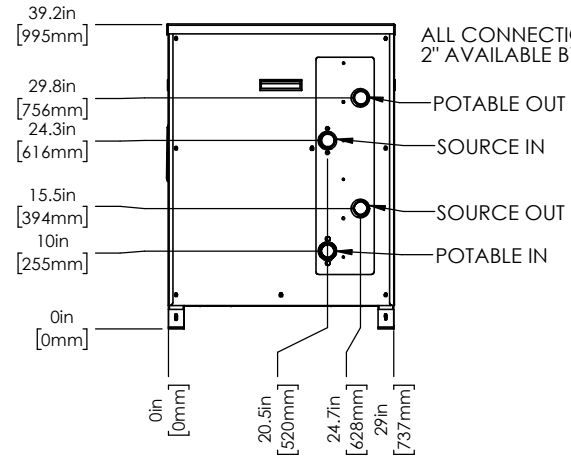 39.2in
[995mm]
ALL CONNECTI
2" AVAILABLE B
29.8in
[756mm]
POTABLE OUT
24.3in
[616mm]
SOURCE IN
15.5in
[394mm]
SOURCE OUT
10in
[255mm]
POTABLE IN
0in
[0mm]
0in
[0mm]
20.5in
[520mm]
24.7in
[628mm]
29in
[737mm]